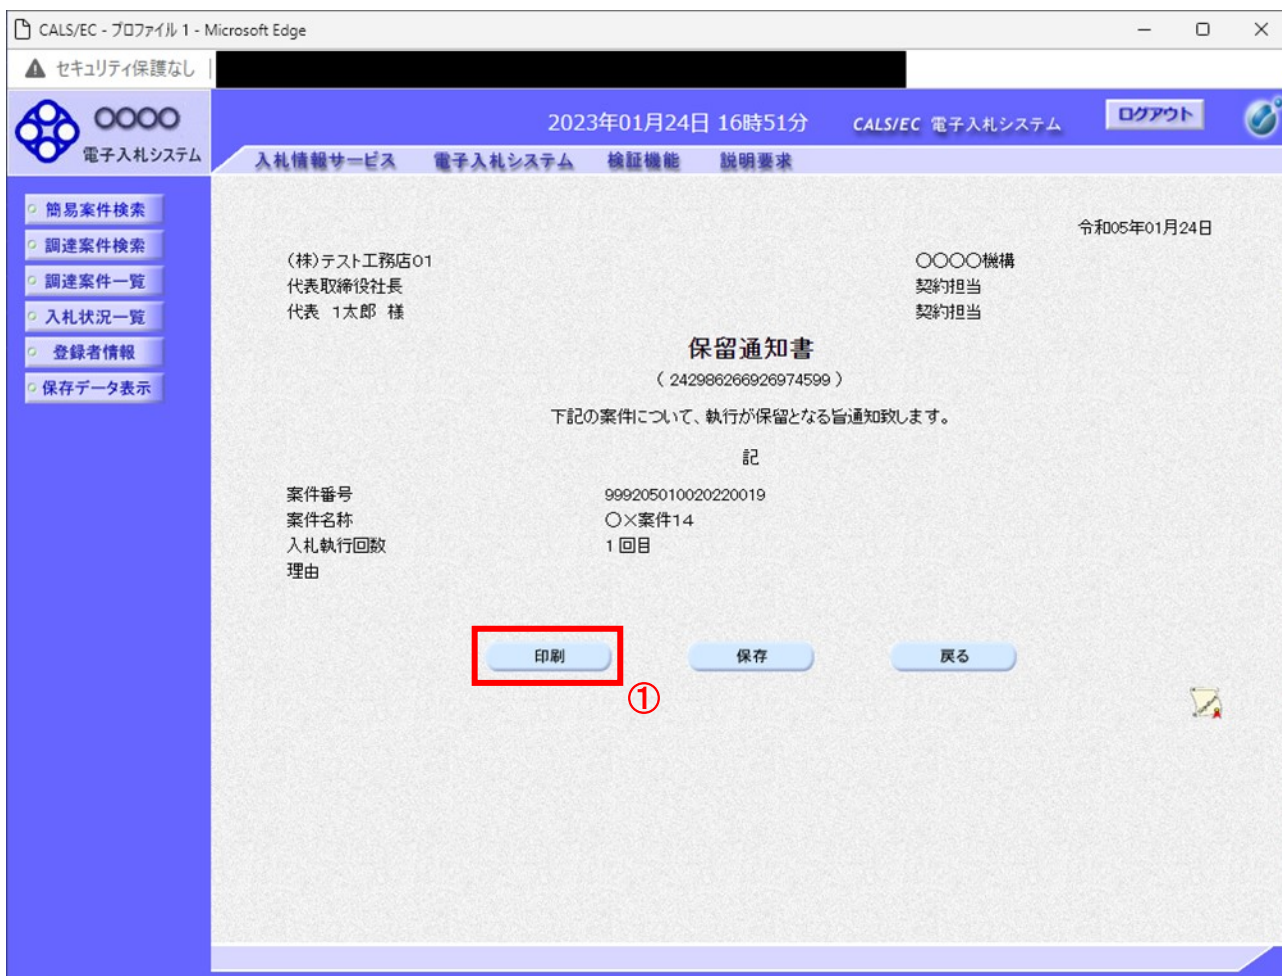 CALS/EC - プロファイル 1 - Microsoft Edge
セキュリティ保護なし
〇〇〇〇
電子入札システム
2023年01月24日 16時51分
CALS/EC 電子入札システム
ログアウト
入札情報サービス 電子入札システム 検証機能 説明要求
簡易案件検索
調達案件検索
調達案件一覧
入札状況一覧
登録者情報
保存データ表示
令和05年01月24日
(株)テスト工務店01
代表取締役社長
代表 1太郎 様
〇〇〇〇機構
契約担当
契約担当
保留通知書
( 242986266926974599 )
下記の案件について、執行が保留となる旨通知致します。
記
案件番号 999205010020220019
案件名称 〇×案件14
入札執行回数 1回目
理由
印刷 保存 戻る
①